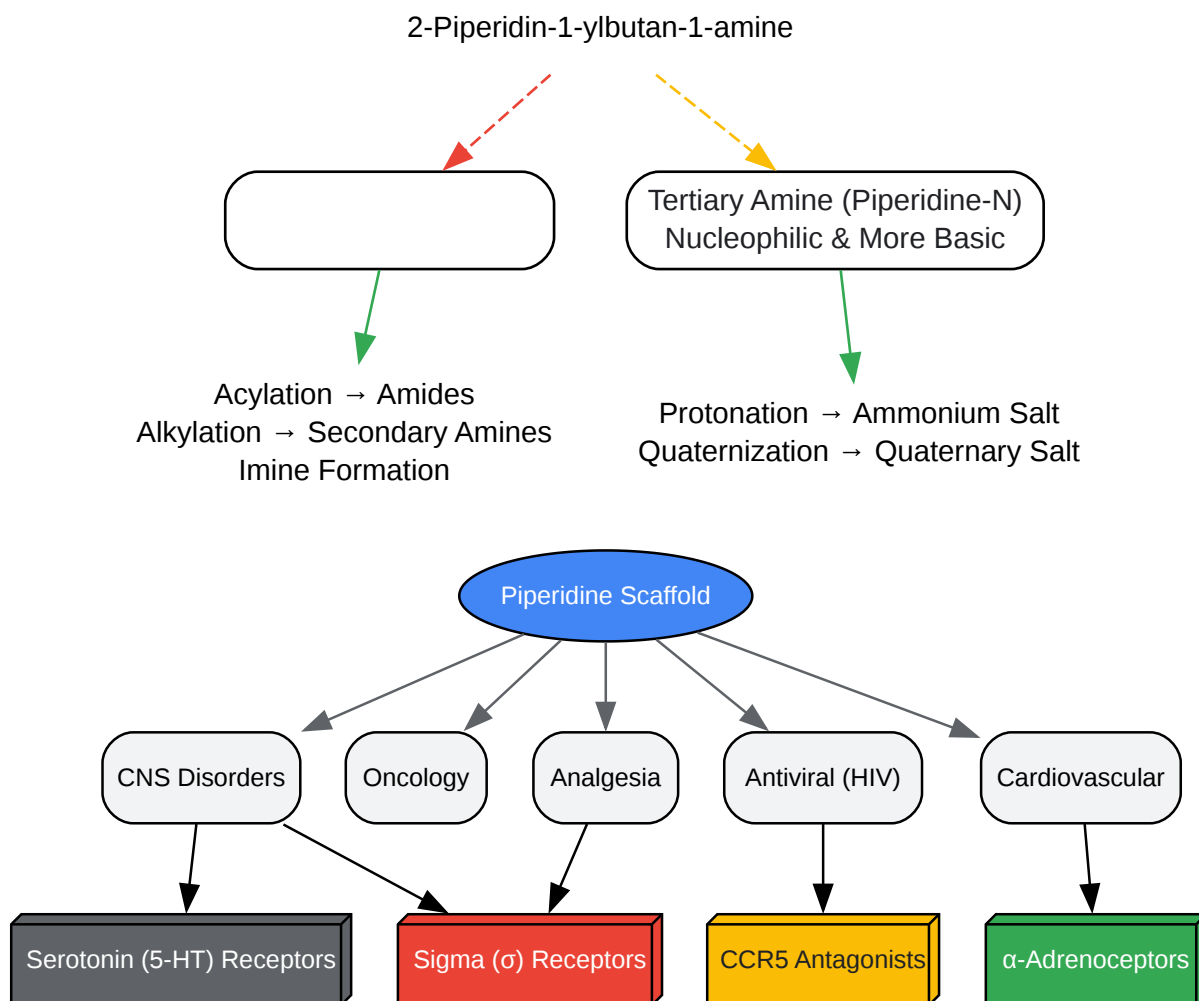 2-Piperidin-1-ylbutan-1-amine
Tertiary Amine (Piperidine-N)
Nucleophilic & More Basic
Acylation → Amides
Alkylation → Secondary Amines
Imine Formation
Protonation → Ammonium Salt
Quaternization → Quaternary Salt
Piperidine Scaffold
CNS Disorders
Oncology
Analgesia
Antiviral (HIV)
Cardiovascular
Serotonin (5-HT) Receptors
Sigma (σ) Receptors
CCR5 Antagonists
α-Adrenoceptors